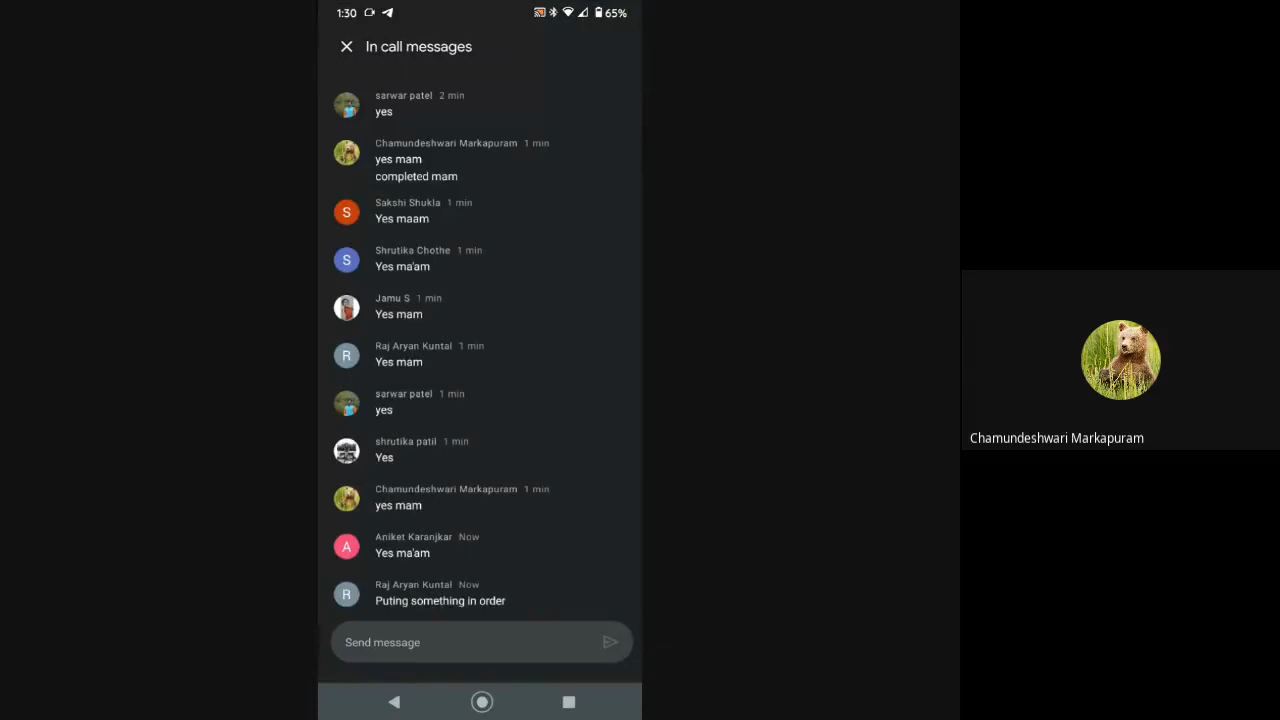 1:30
65%
In call messages
sarwar patel 2 min
yes
Chamundeshwari Markapuram 1 min
yes mam
completed mam
S
Sakshi Shukla 1 min
Yes maam
S
Shrutika Chothe 1 min
Yes ma'am
Jamu S 1 min
Yes mam
R
Raj Aryan Kuntal 1 min
Yes mam
sarwar patel 1 min
yes
shrutika patil 1 min
Yes
Chamundeshwari Markapuram 1 min
yes mam
A
Aniket Karanjkar Now
Yes ma'am
R
Raj Aryan Kuntal Now
Puting something in order
Send message
Chamundeshwari Markapuram